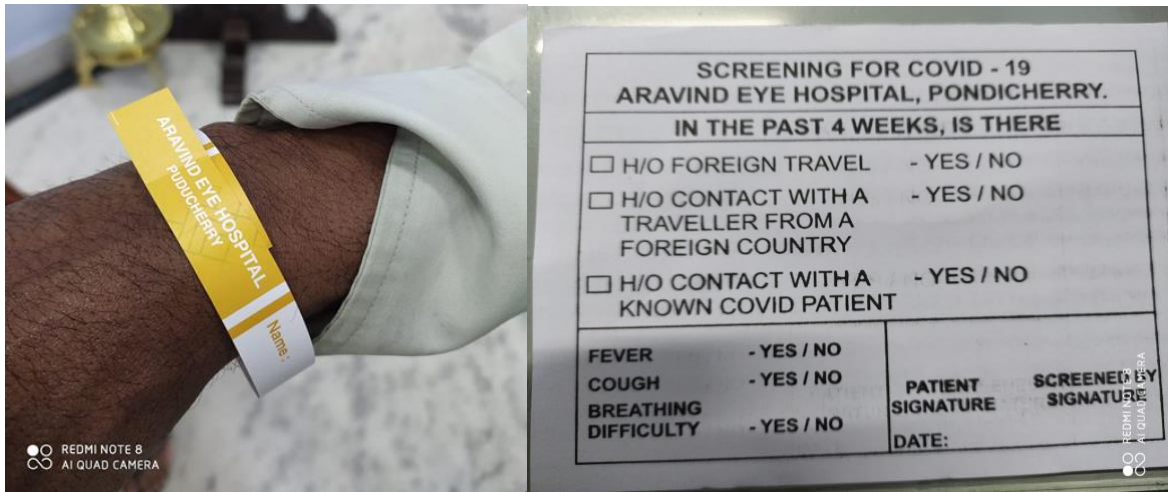 ARAVIND EYE HOSPITAL
PUDUCHERRY
Name:
REDMI NOTE 8
AI QUAD CAMERA
SCREENING FOR COVID - 19
ARAVIND EYE HOSPITAL, PONDICHERRY.
IN THE PAST 4 WEEKS, IS THERE
H/O FOREIGN TRAVEL - YES / NO
H/O CONTACT WITH A - YES / NO
TRAVELLER FROM A
FOREIGN COUNTRY
H/O CONTACT WITH A - YES / NO
KNOWN COVID PATIENT
FEVER - YES / NO
COUGH - YES / NO
BREATHING
DIFFICULTY - YES / NO
PATIENT
SIGNATURE
SCREENED BY
SIGNATURE
DATE:
REDMI NOTE 8
AI QUAD CAMERA